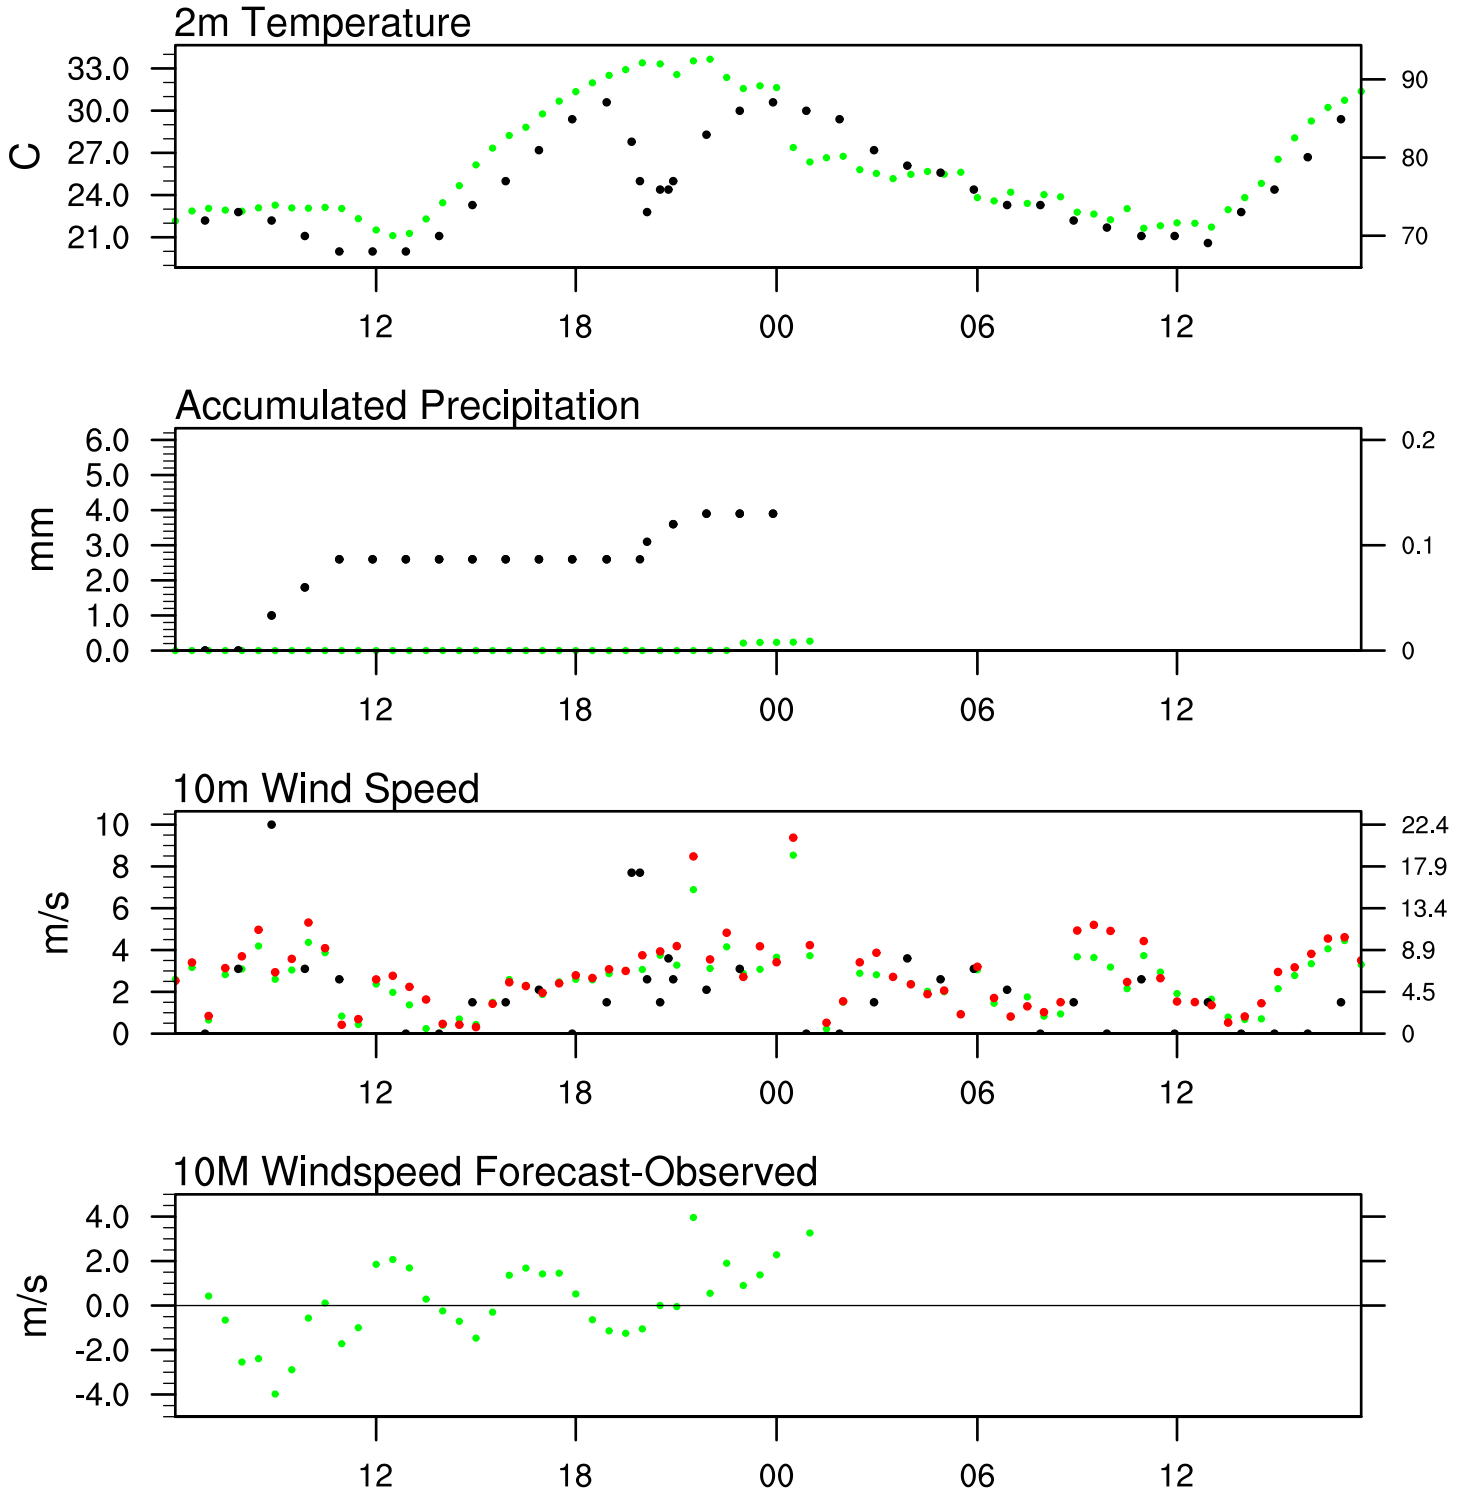 2m Temperature
33.0
30.0
27.0
24.0
21.0
C
90
80
70
12 18 00 06 12
Accumulated Precipitation
6.0
5.0
4.0
3.0
2.0
1.0
0.0
mm
0.2
0.1
0
12 18 00 06 12
10m Wind Speed
10
8
6
4
2
0
m/s
22.4
17.9
13.4
8.9
4.5
0
12 18 00 06 12
10M Windspeed Forecast-Observed
4.0
2.0
0.0
-2.0
-4.0
m/s
12 18 00 06 12